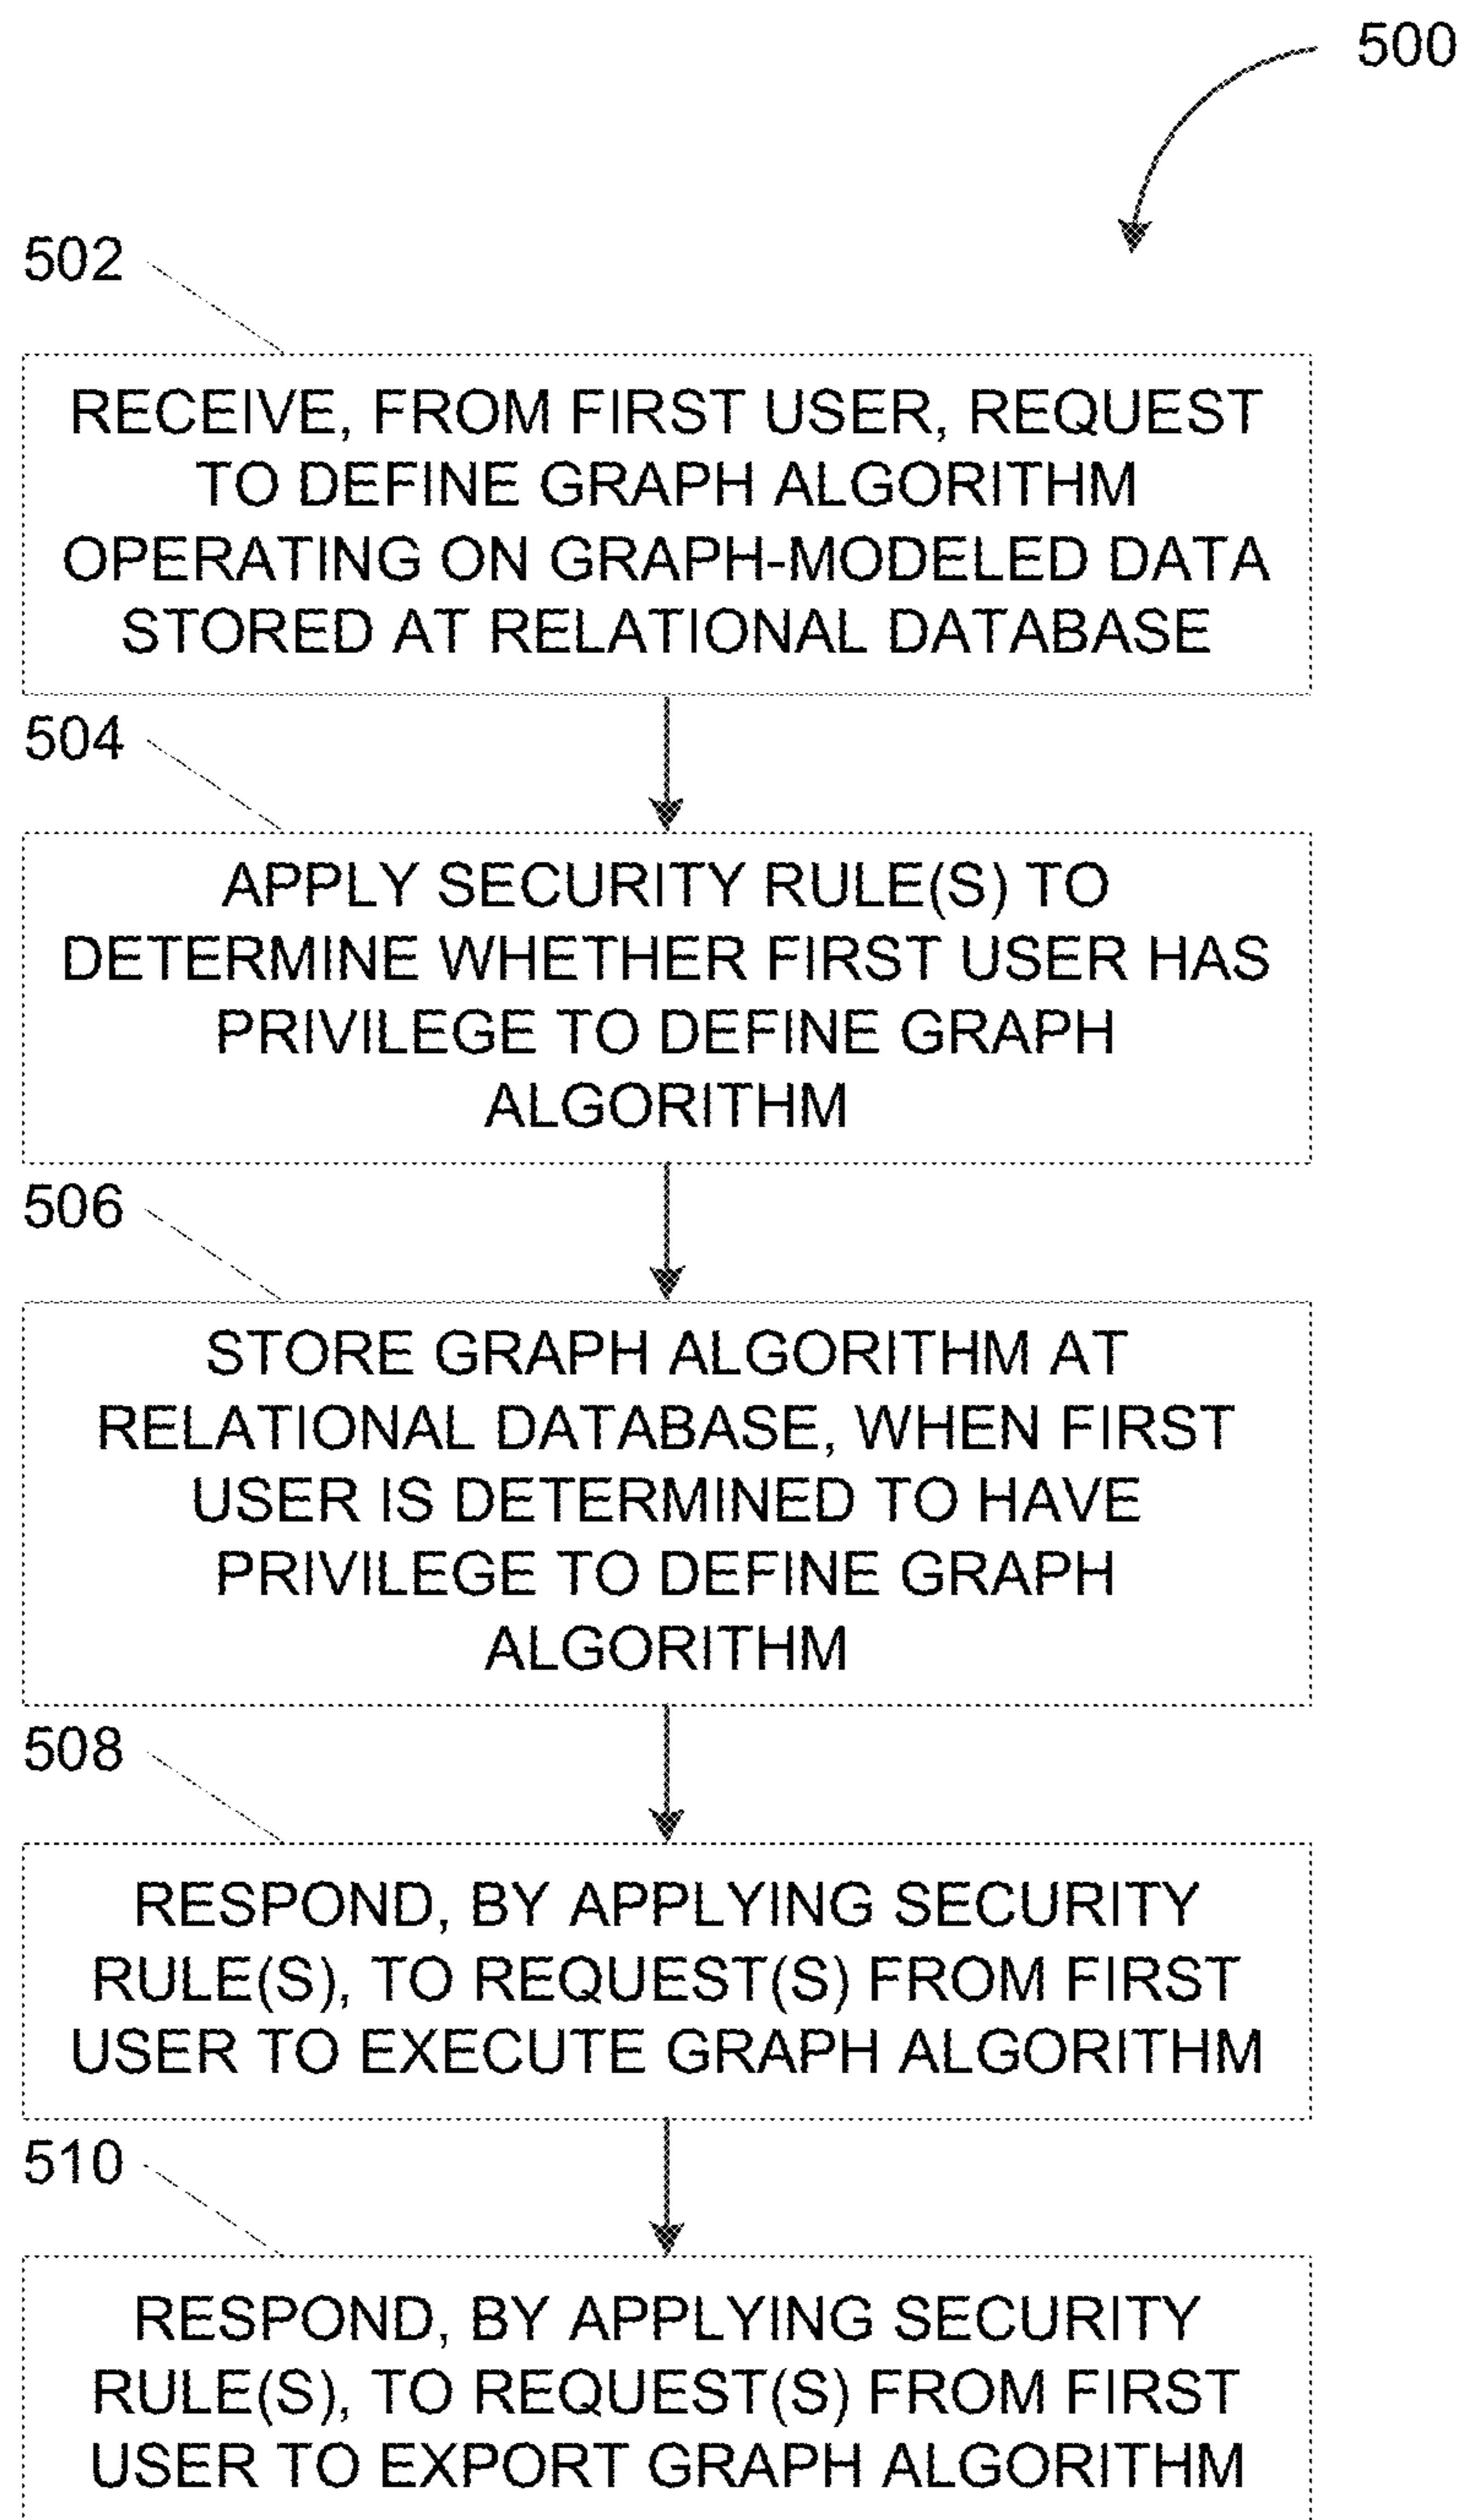 500
502
RECEIVE, FROM FIRST USER, REQUEST
TO DEFINE GRAPH ALGORITHM
OPERATING ON GRAPH-MODELED DATA
STORED AT RELATIONAL DATABASE
504
APPLY SECURITY RULE(S) TO
DETERMINE WHETHER FIRST USER HAS
PRIVILEGE TO DEFINE GRAPH
ALGORITHM
506
STORE GRAPH ALGORITHM AT
RELATIONAL DATABASE, WHEN FIRST
USER IS DETERMINED TO HAVE
PRIVILEGE TO DEFINE GRAPH
ALGORITHM
508
RESPOND, BY APPLYING SECURITY
RULE(S), TO REQUEST(S) FROM FIRST
USER TO EXECUTE GRAPH ALGORITHM
510
RESPOND, BY APPLYING SECURITY
RULE(S), TO REQUEST(S) FROM FIRST
USER TO EXPORT GRAPH ALGORITHM